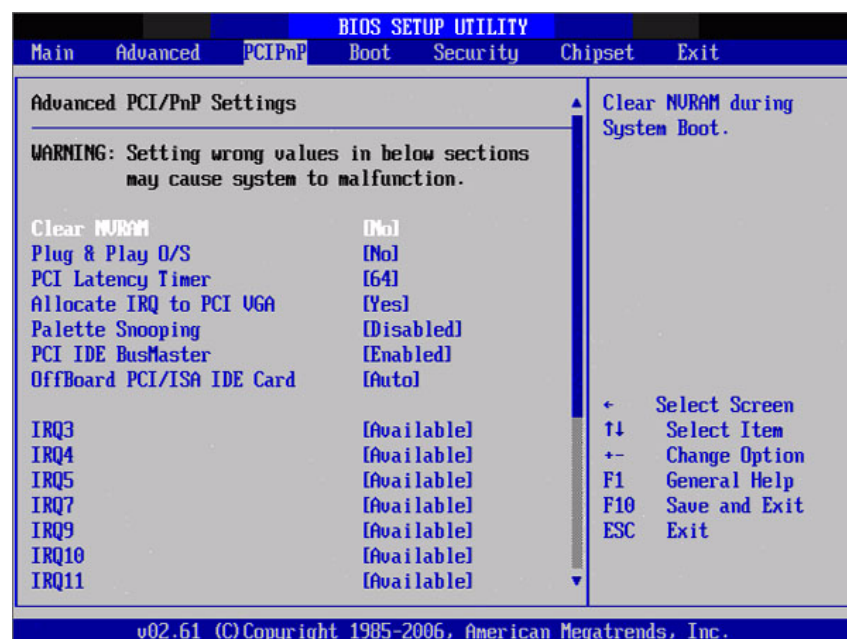 BIOS SETUP UTILITY
Main Advanced PCIPnP Boot Security Chipset Exit
Advanced PCI/PnP Settings
WARNING: Setting wrong values in below sections
may cause system to malfunction.
Clear NVRAM [No]
Plug & Play O/S [No]
PCI Latency Timer [64]
Allocate IRQ to PCI VGA [Yes]
Palette Snooping [Disabled]
PCI IDE BusMaster [Enabled]
OffBoard PCI/ISA IDE Card [Auto]
IRQ3 [Available]
IRQ4 [Available]
IRQ5 [Available]
IRQ7 [Available]
IRQ9 [Available]
IRQ10 [Available]
IRQ11 [Available]
Clear NVRAM during
System Boot.
← Select Screen
↑↓ Select Item
+- Change Option
F1 General Help
F10 Save and Exit
ESC Exit
v02.61 (C)Copyright 1985-2006, American Megatrends, Inc.